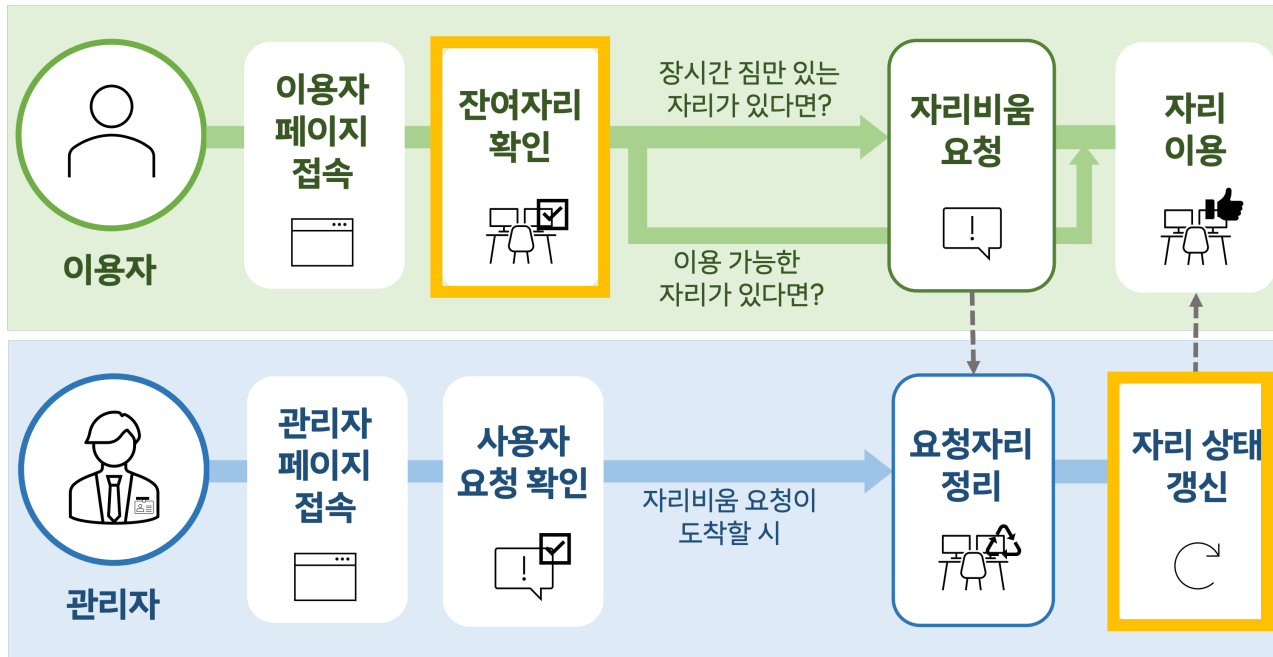 이용자
이용자
페이지
접속
잔여자리
확인
장시간 짐만 있는
자리가 있다면?
이용 가능한
자리가 있다면?
자리비움
요청
자리
이용
관리자
관리자
페이지
접속
사용자
요청 확인
자리비움 요청이
도착할 시
요청자리
정리
자리 상태
갱신